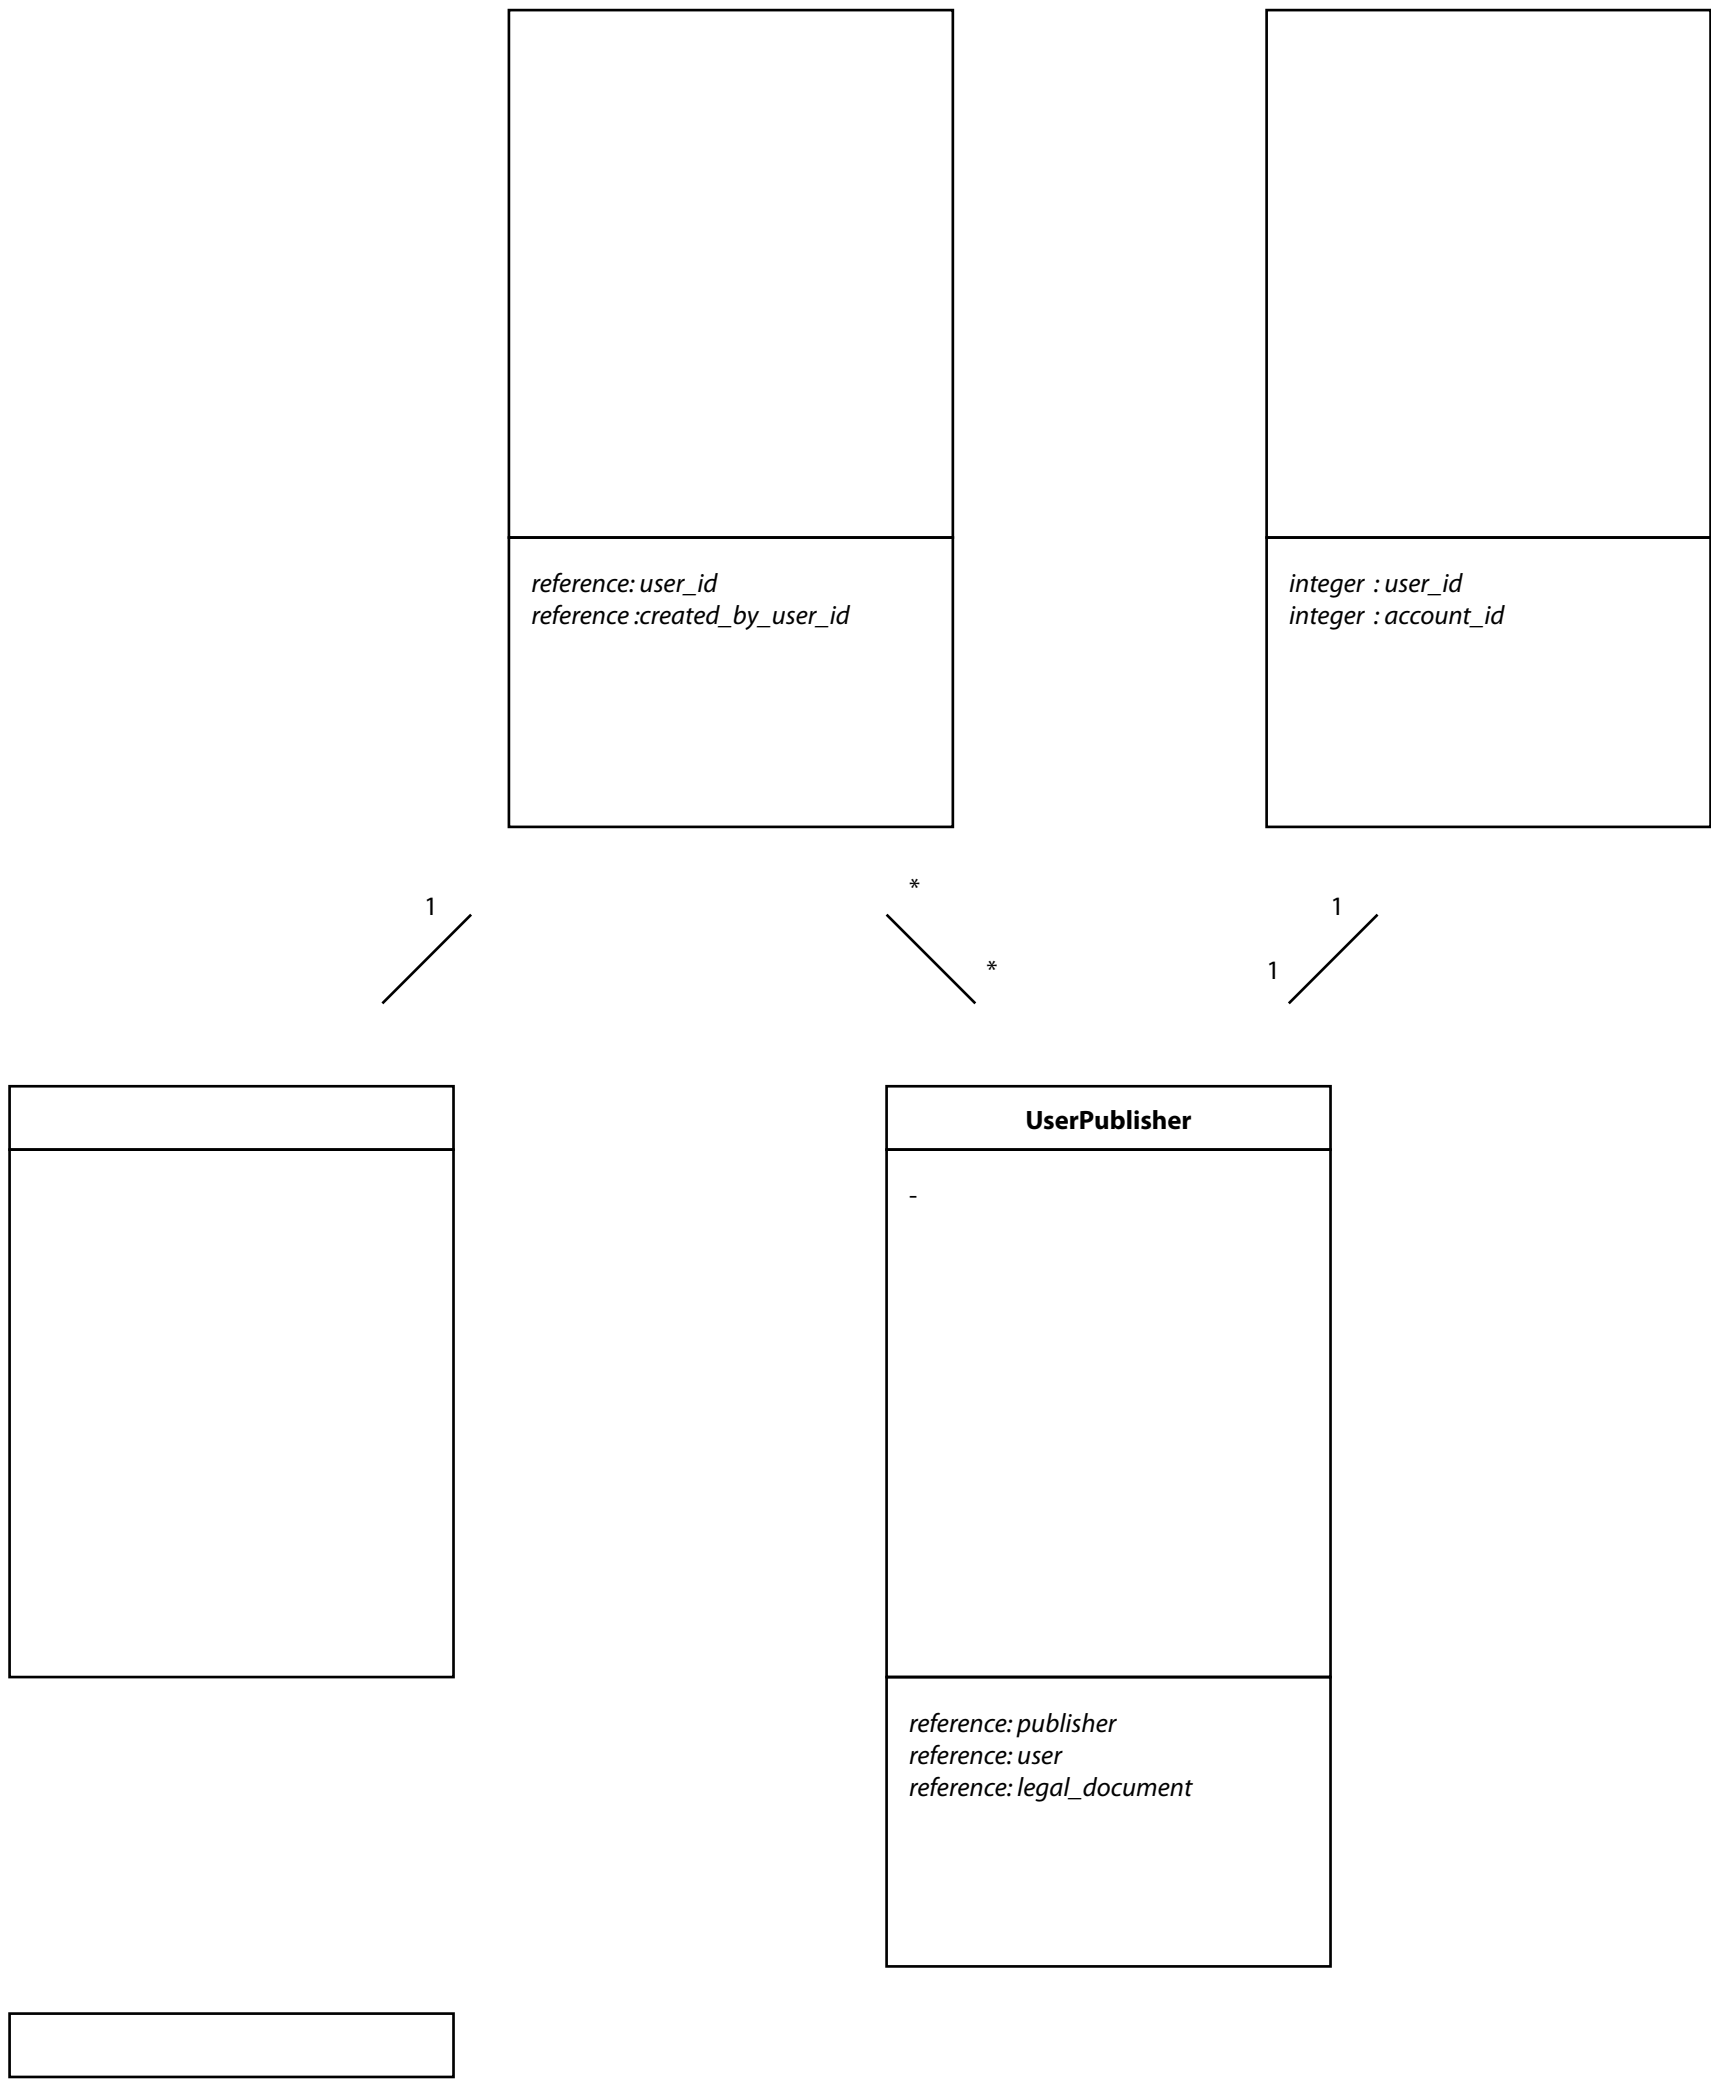 reference: user_id
reference :created_by_user_id
integer : user_id
integer : account_id
1
*
*
1
1
UserPublisher
-
reference: publisher
reference: user
reference: legal_document